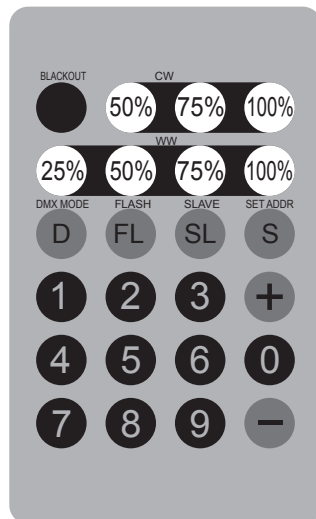 BLACKOUT CW
50% 75% 100%
WW
25% 50% 75% 100%
DMX MODE FLASH SLAVE SET ADDR
D FL SL S
1 2 3 +
4 5 6 0
7 8 9 −